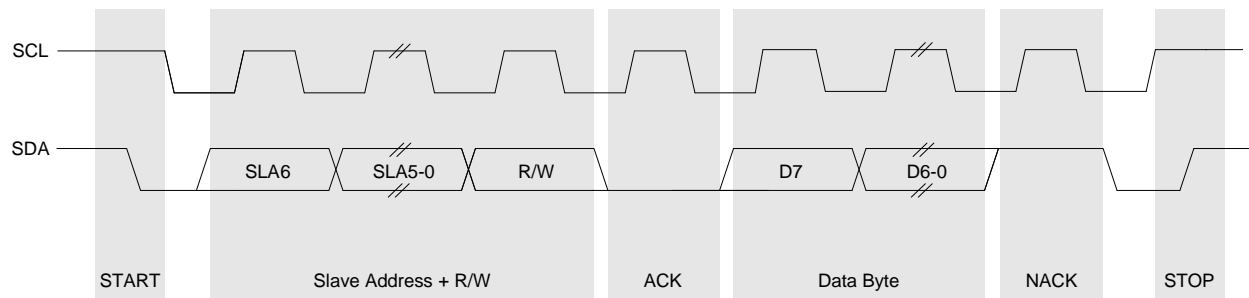 SCL
SDA
SLA6 SLA5-0 R/W D7 D6-0
START Slave Address + R/W ACK Data Byte NACK STOP